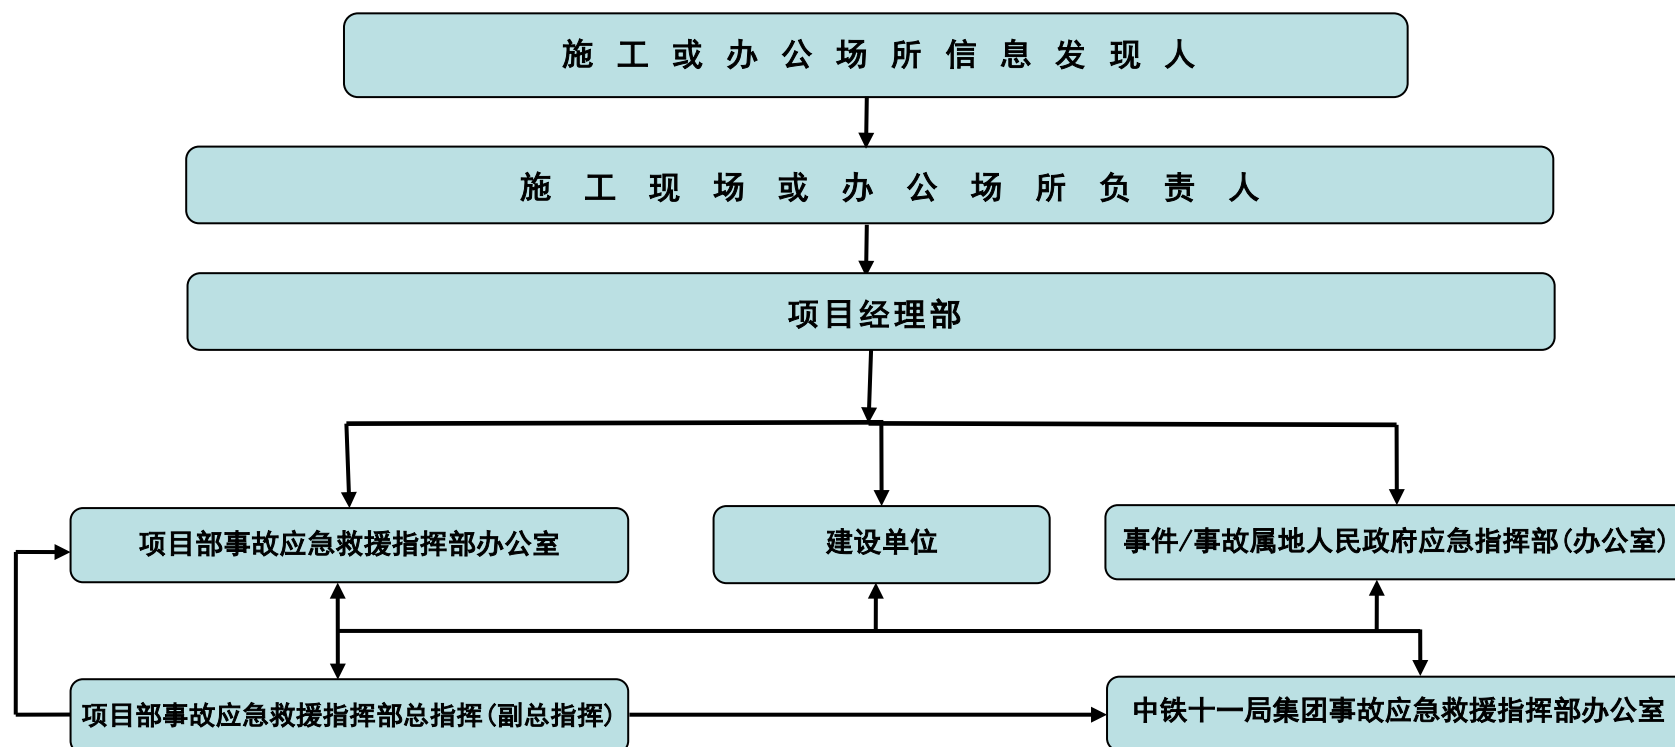 施工或办公场所信息发现人
施工现场或办公场所负责人
项目经理部
项目部事故应急救援指挥部办公室
建设单位
事件/事故属地人民政府应急指挥部(办公室)
项目部事故应急救援指挥部总指挥(副总指挥)
中铁十一局集团事故应急救援指挥部办公室